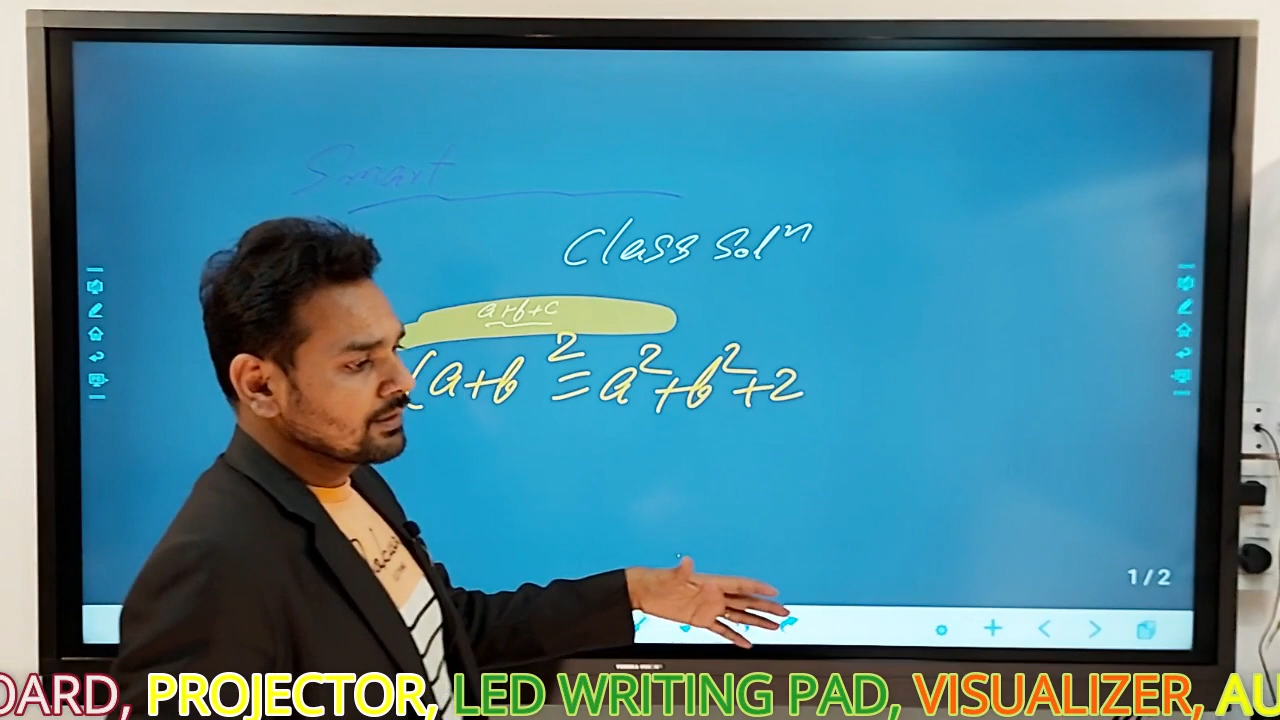 Smart
Class Solⁿ
a+b+c
(a+b ² = a² + b² + 2
1/2
OARD, PROJECTOR, LED WRITING PAD, VISUALIZER, AU